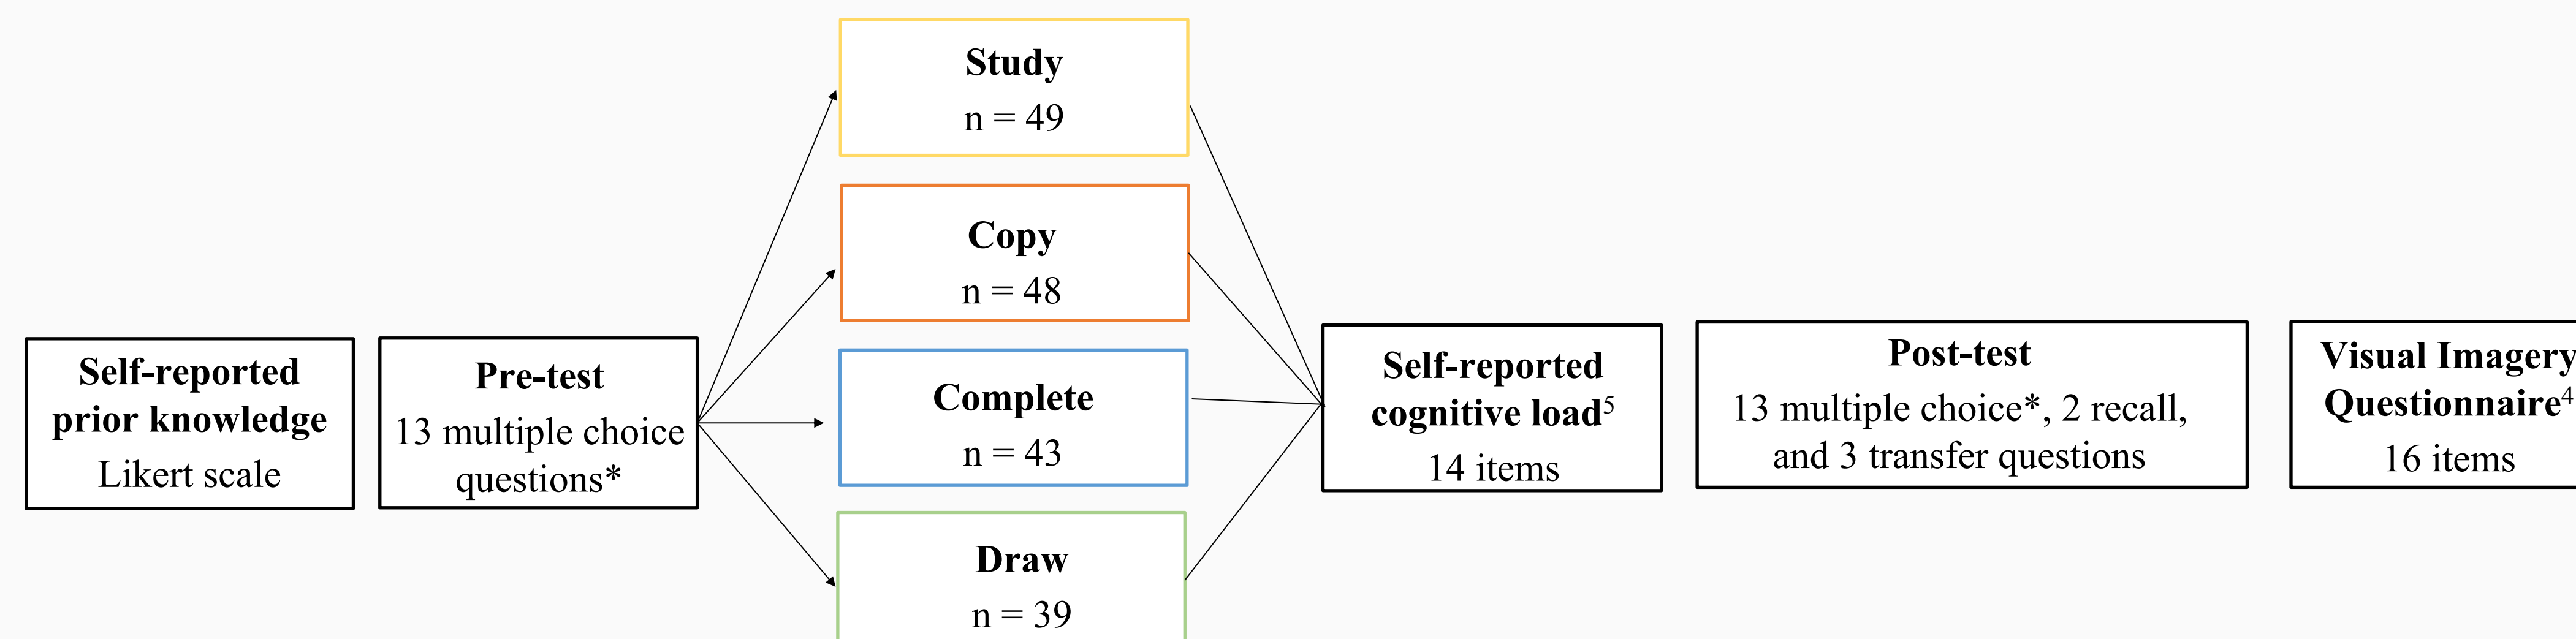 Self-reported
prior knowledge
Likert scale
Pre-test
13 multiple choice
questions*
Study
n = 49
Copy
n = 48
Complete
n = 43
Draw
n = 39
Self-reported
cognitive load⁵
14 items
Post-test
13 multiple choice*, 2 recall,
and 3 transfer questions
Visual Imagery
Questionnaire⁴
16 items